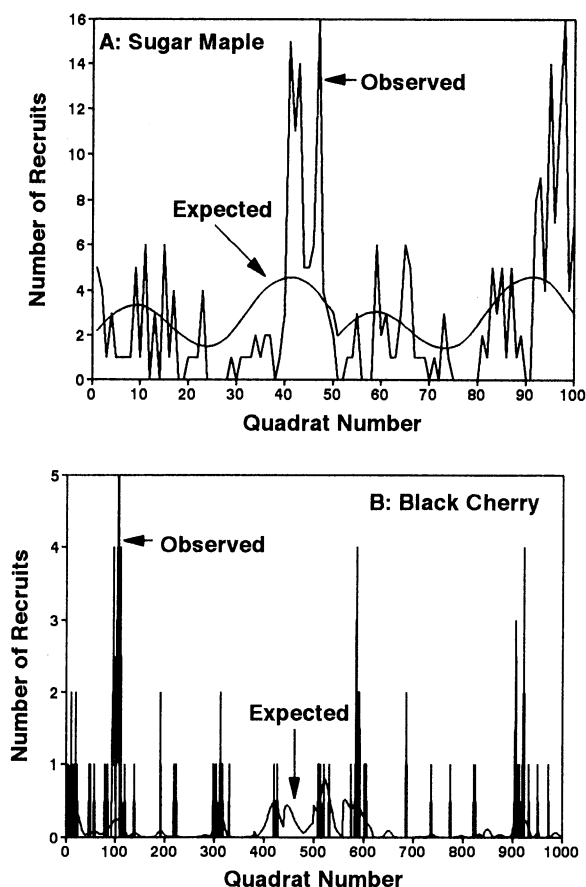 16
A: Sugar Maple
14
Observed
12
10
Expected
8
6
4
2
0
Number of Recruits
0 10 20 30 40 50 60 70 80 90 100
Quadrat Number
5
B: Black Cherry
4
Observed
3
2
Expected
1
0
Number of Recruits
0 100 200 300 400 500 600 700 800 900 1000
Quadrat Number